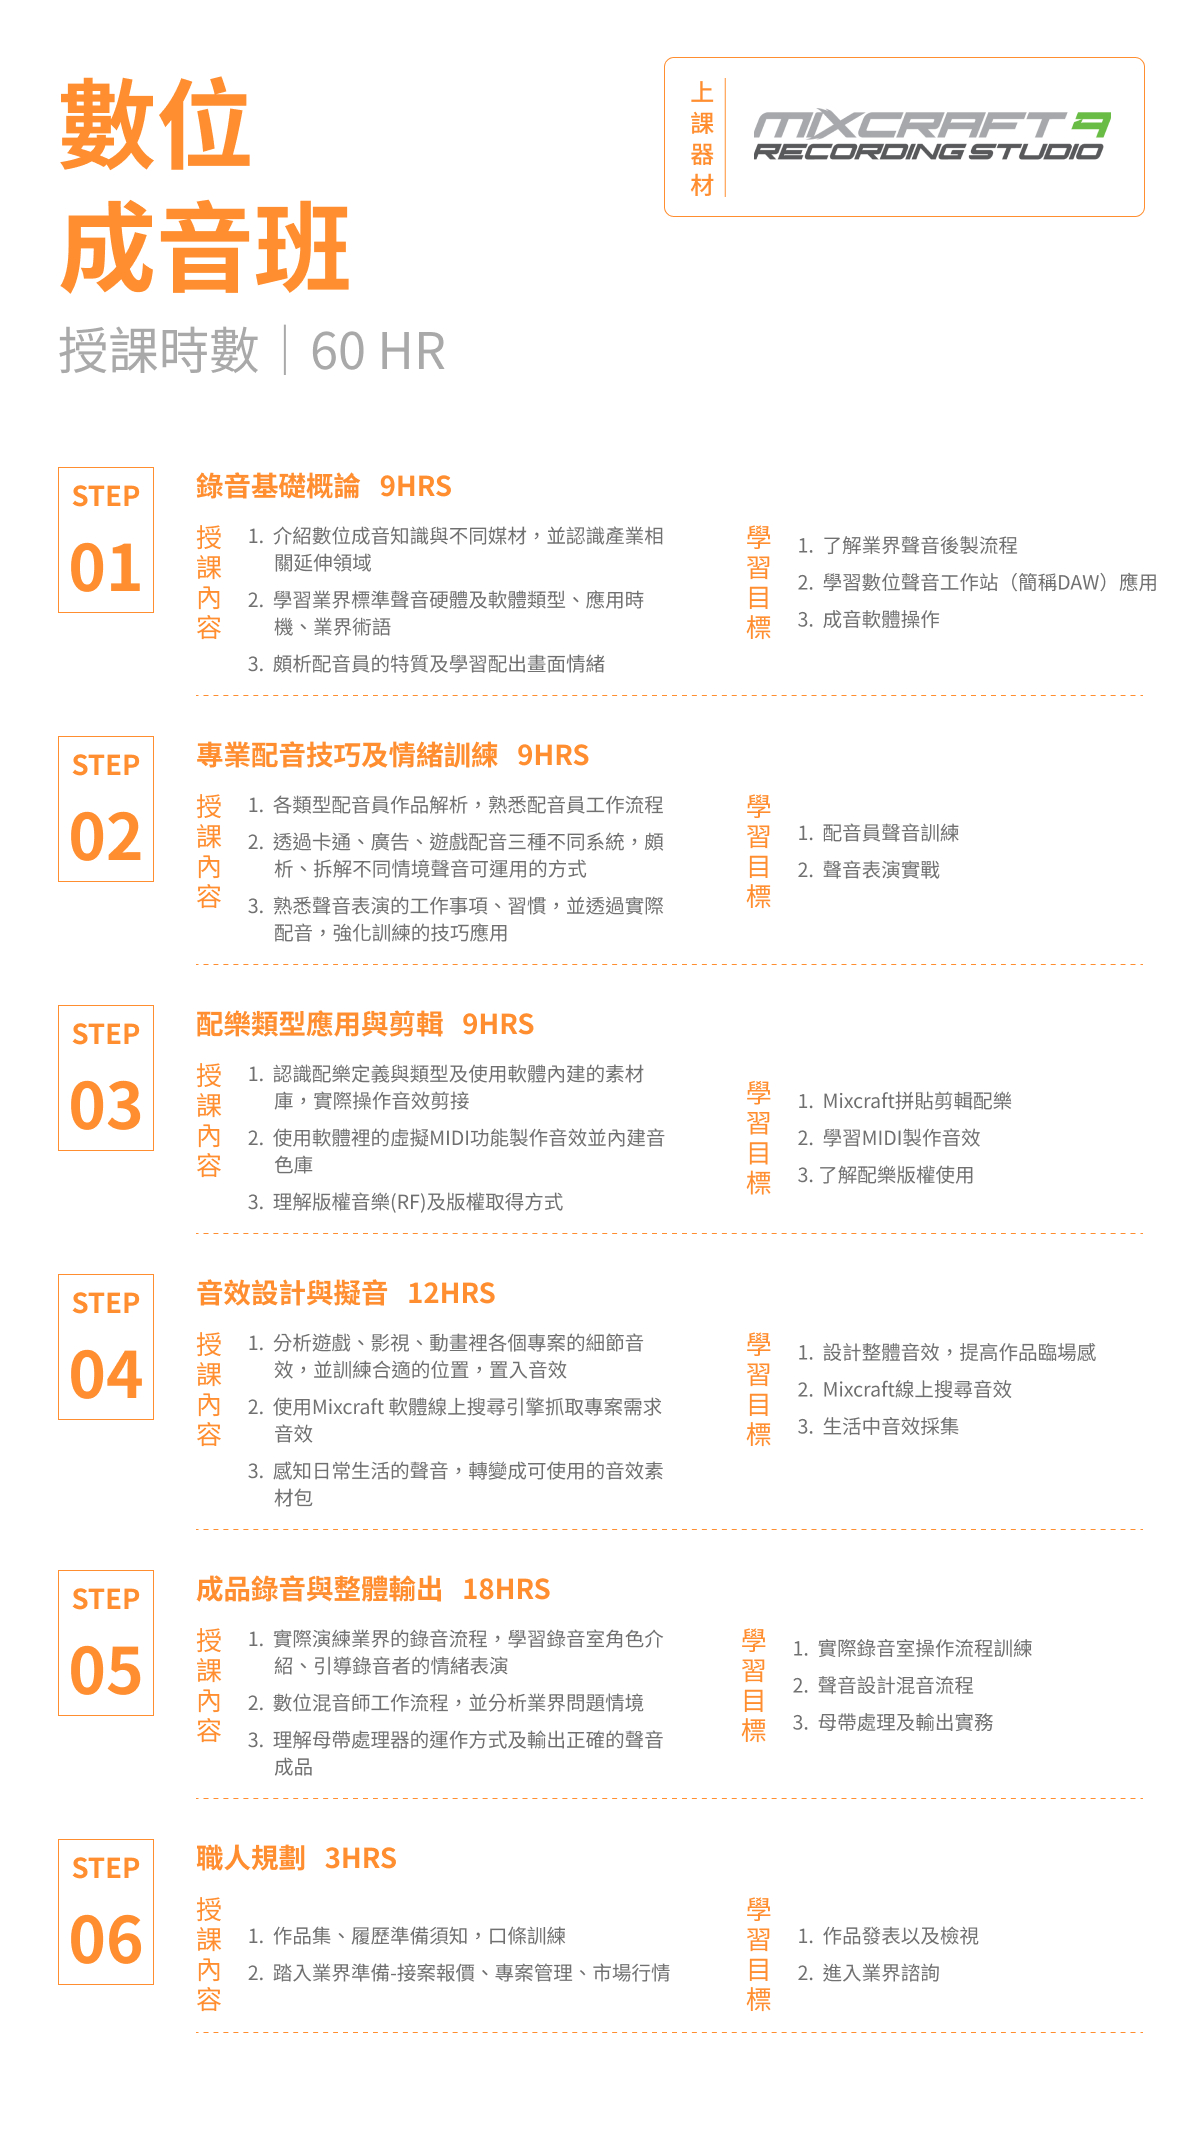 數位
成音班
授課時數｜60 HR
上課器材
MIXCRAFT 9
RECORDING STUDIO
STEP
01
錄音基礎概論 9HRS
授課內容
1. 介紹數位成音知識與不同媒材，並認識產業相
關延伸領域
2. 學習業界標準聲音硬體及軟體類型、應用時
機、業界術語
3. 頗析配音員的特質及學習配出畫面情緒
學習目標
1. 了解業界聲音後製流程
2. 學習數位聲音工作站（簡稱DAW）應用
3. 成音軟體操作
STEP
02
專業配音技巧及情緒訓練 9HRS
授課內容
1. 各類型配音員作品解析，熟悉配音員工作流程
2. 透過卡通、廣告、遊戲配音三種不同系統，頗
析、拆解不同情境聲音可運用的方式
3. 熟悉聲音表演的工作事項、習慣，並透過實際
配音，強化訓練的技巧應用
學習目標
1. 配音員聲音訓練
2. 聲音表演實戰
STEP
03
配樂類型應用與剪輯 9HRS
授課內容
1. 認識配樂定義與類型及使用軟體內建的素材
庫，實際操作音效剪接
2. 使用軟體裡的虛擬MIDI功能製作音效並內建音
色庫
3. 理解版權音樂(RF)及版權取得方式
學習目標
1. Mixcraft拼貼剪輯配樂
2. 學習MIDI製作音效
3. 了解配樂版權使用
STEP
04
音效設計與擬音 12HRS
授課內容
1. 分析遊戲、影視、動畫裡各個專案的細節音
效，並訓練合適的位置，置入音效
2. 使用Mixcraft 軟體線上搜尋引擎抓取專案需求
音效
3. 感知日常生活的聲音，轉變成可使用的音效素
材包
學習目標
1. 設計整體音效，提高作品臨場感
2. Mixcraft線上搜尋音效
3. 生活中音效採集
STEP
05
成品錄音與整體輸出 18HRS
授課內容
1. 實際演練業界的錄音流程，學習錄音室角色介
紹、引導錄音者的情緒表演
2. 數位混音師工作流程，並分析業界問題情境
3. 理解母帶處理器的運作方式及輸出正確的聲音
成品
學習目標
1. 實際錄音室操作流程訓練
2. 聲音設計混音流程
3. 母帶處理及輸出實務
STEP
06
職人規劃 3HRS
授課內容
1. 作品集、履歷準備須知，口條訓練
2. 踏入業界準備-接案報價、專案管理、市場行情
學習目標
1. 作品發表以及檢視
2. 進入業界諮詢